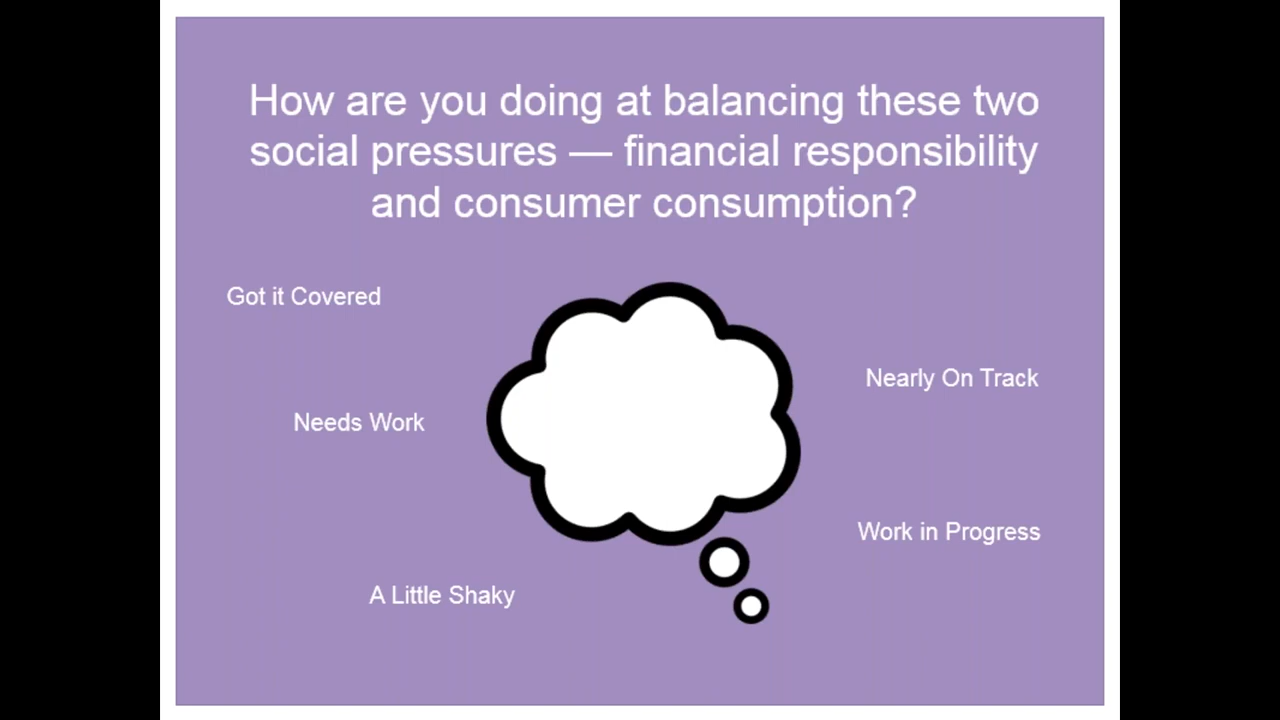 How are you doing at balancing these two
social pressures — financial responsibility
and consumer consumption?
Got it Covered
Nearly On Track
Needs Work
Work in Progress
A Little Shaky